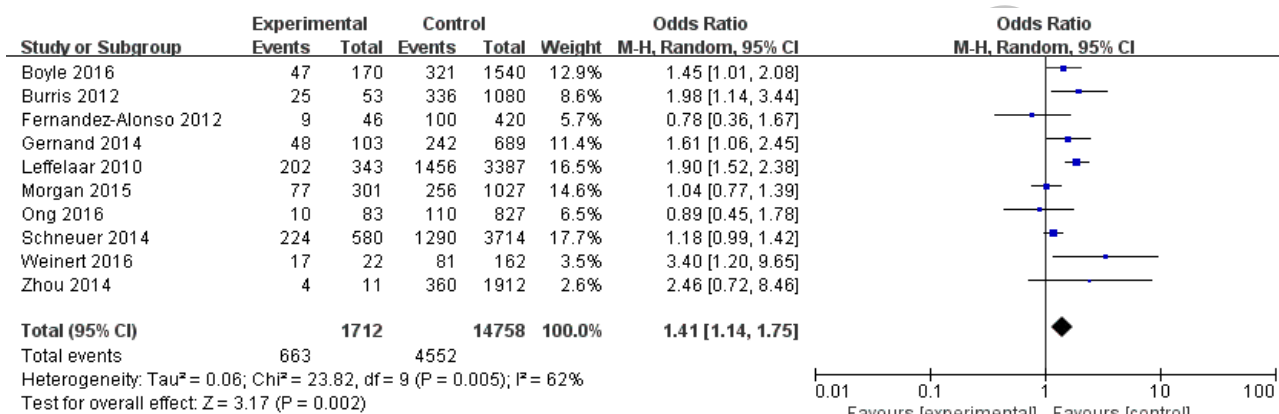 Experimental Control Odds Ratio Odds Ratio
Study or Subgroup Events Total Events Total Weight M-H, Random, 95% CI M-H, Random, 95% CI
Boyle 2016 47 170 321 1540 12.9% 1.45 [1.01, 2.08]
Burris 2012 25 53 336 1080 8.6% 1.98 [1.14, 3.44]
Fernandez-Alonso 2012 9 46 100 420 5.7% 0.78 [0.36, 1.67]
Gernand 2014 48 103 242 689 11.4% 1.61 [1.06, 2.45]
Leffelaar 2010 202 343 1456 3387 16.5% 1.90 [1.52, 2.38]
Morgan 2015 77 301 256 1027 14.6% 1.04 [0.77, 1.39]
Ong 2016 10 83 110 827 6.5% 0.89 [0.45, 1.78]
Schneuer 2014 224 580 1290 3714 17.7% 1.18 [0.99, 1.42]
Weinert 2016 17 22 81 162 3.5% 3.40 [1.20, 9.65]
Zhou 2014 4 11 360 1912 2.6% 2.46 [0.72, 8.46]
Total (95% CI) 1712 14758 100.0% 1.41 [1.14, 1.75]
Total events 663 4552
Heterogeneity: Tau² = 0.06; Chi² = 23.82, df = 9 (P = 0.005); I² = 62%
Test for overall effect: Z = 3.17 (P = 0.002)
0.01 0.1 1 10 100
Favours [experimental] Favours [control]